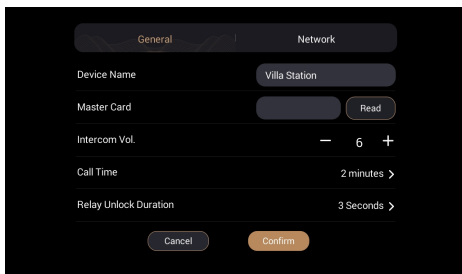 General Network
Device Name Villa Station
Master Card Read
Intercom Vol. − 6 +
Call Time 2 minutes >
Relay Unlock Duration 3 Seconds >
Cancel Confirm